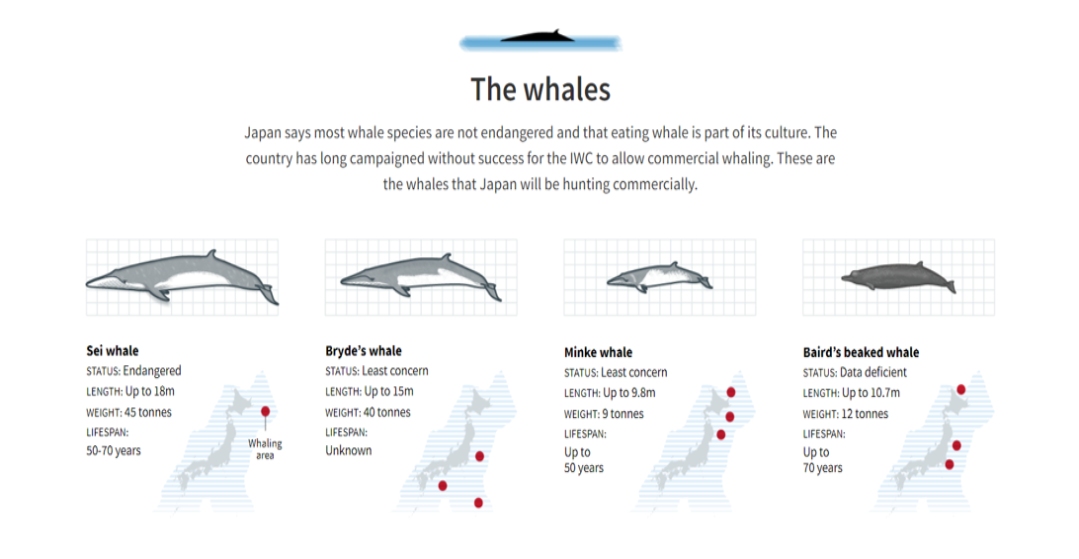 The whales
Japan says most whale species are not endangered and that eating whale is part of its culture. The
country has long campaigned without success for the IWC to allow commercial whaling. These are
the whales that Japan will be hunting commercially.
Sei whale
STATUS: Endangered
LENGTH: Up to 18m
WEIGHT: 45 tonnes
LIFESPAN:
50-70 years
Whaling
area
Bryde's whale
STATUS: Least concern
LENGTH: Up to 15m
WEIGHT: 40 tonnes
LIFESPAN:
Unknown
Minke whale
STATUS: Least concern
LENGTH: Up to 9.8m
WEIGHT: 9 tonnes
LIFESPAN:
Up to
50 years
Baird's beaked whale
STATUS: Data deficient
LENGTH: Up to 10.7m
WEIGHT: 12 tonnes
LIFESPAN:
Up to
70 years